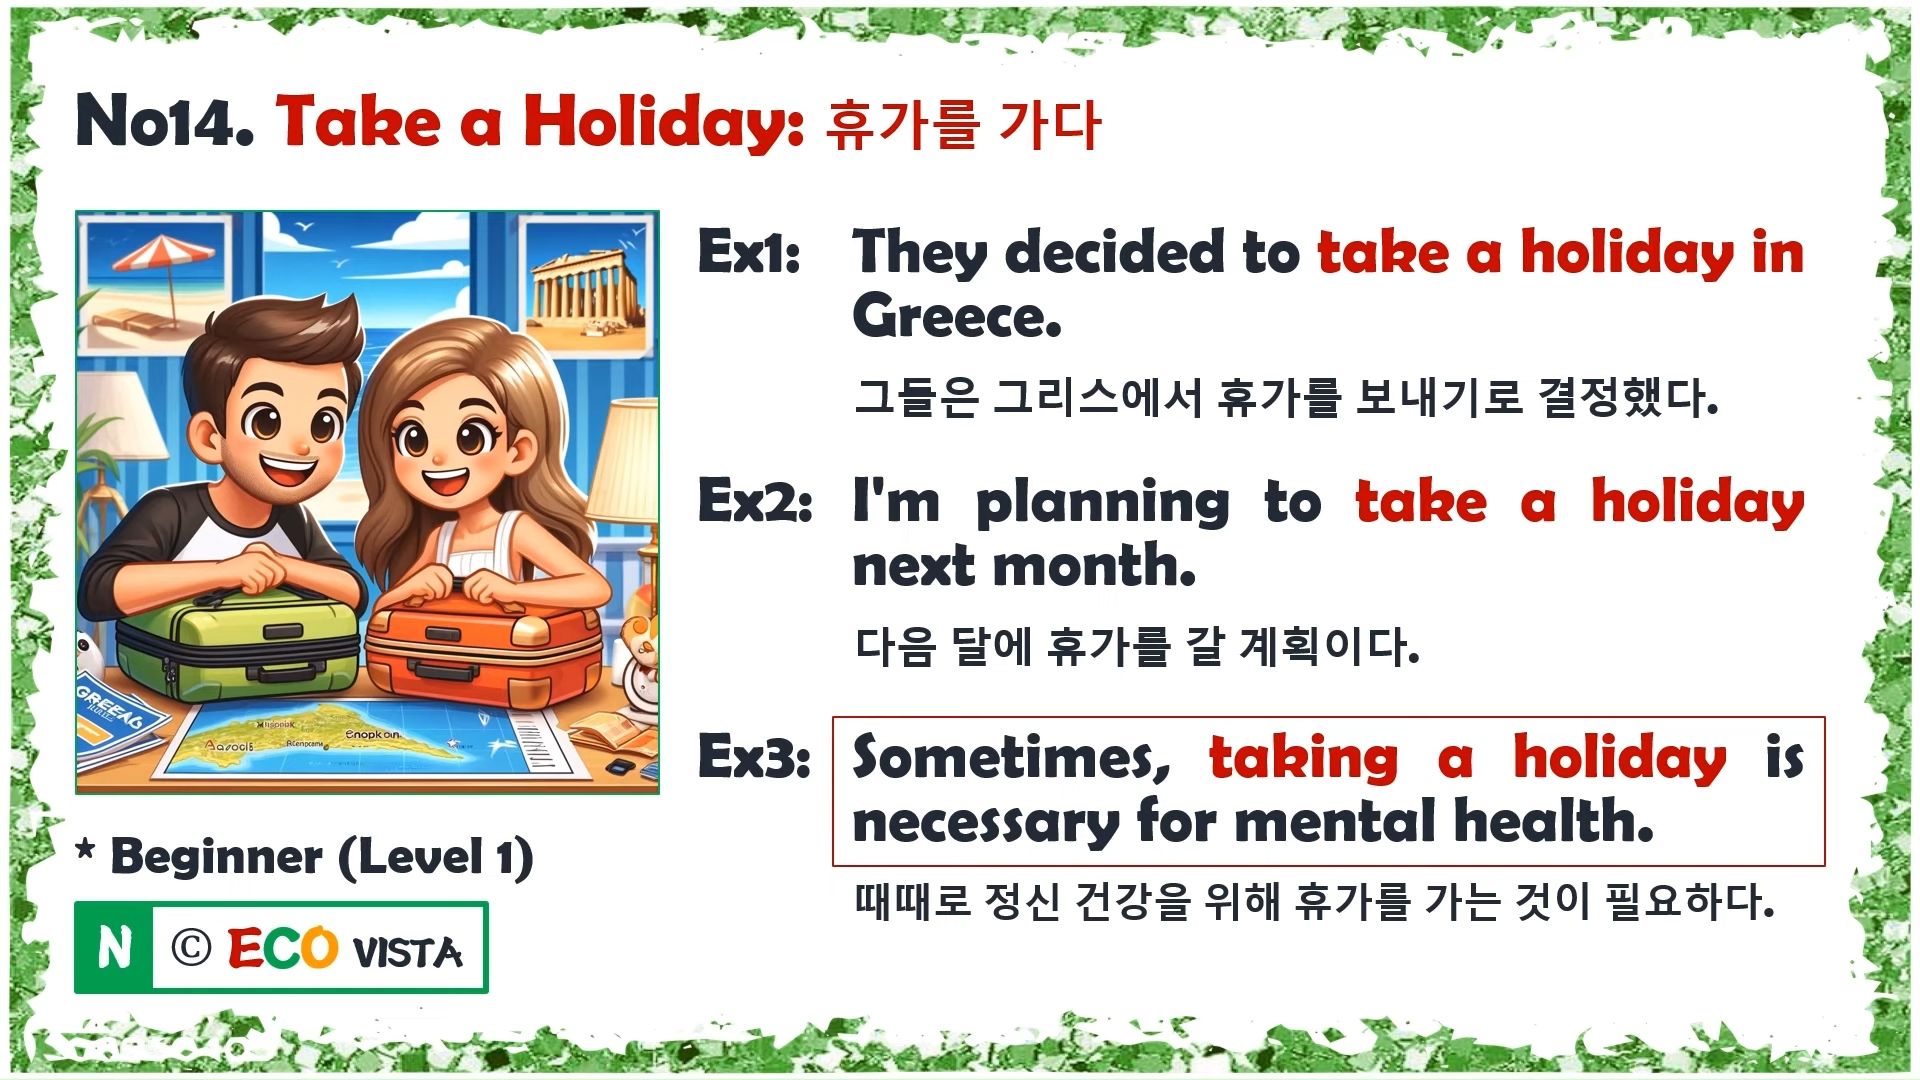 No14. Take a Holiday: 휴가를 가다
Ex1: They decided to take a holiday in
Greece.
그들은 그리스에서 휴가를 보내기로 결정했다.
Ex2: I'm planning to take a holiday
next month.
다음 달에 휴가를 갈 계획이다.
Ex3: Sometimes, taking a holiday is
necessary for mental health.
때때로 정신 건강을 위해 휴가를 가는 것이 필요하다.
* Beginner (Level 1)
N © ECO VISTA